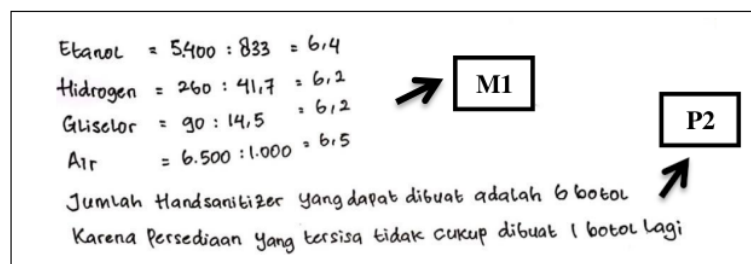 Etanol = 5.400 : 833 = 6,4
Hidrogen = 260 : 41,7 = 6,2
Gliselor = 90 : 14,5 = 6,2
Air = 6.500 : 1.000 = 6,5
M1
P2
Jumlah Handsanitizer yang dapat dibuat adalah 6 botol
Karena Persediaan yang tersisa tidak cukup dibuat 1 botol lagi